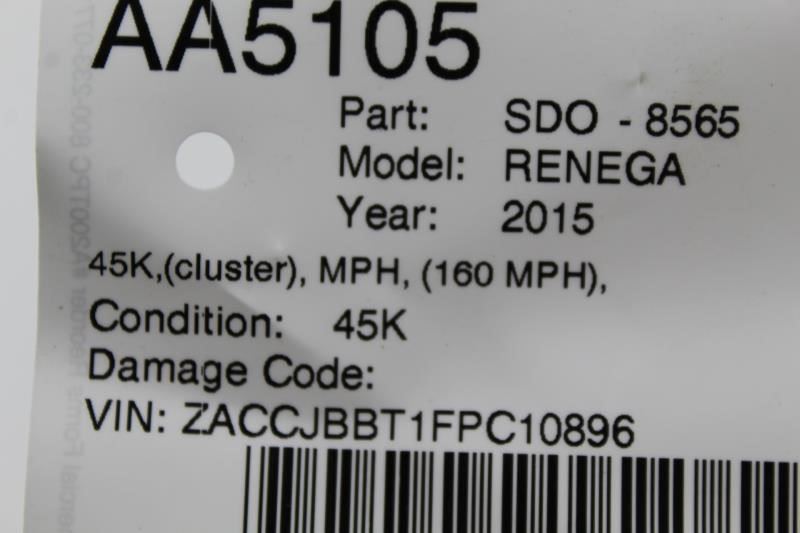 AA5105
Part: SDO - 8565
Model: RENEGA
Year: 2015
45K,(cluster), MPH, (160 MPH),
Condition: 45K
Damage Code:
VIN: ZACCJBBT1FPC10896